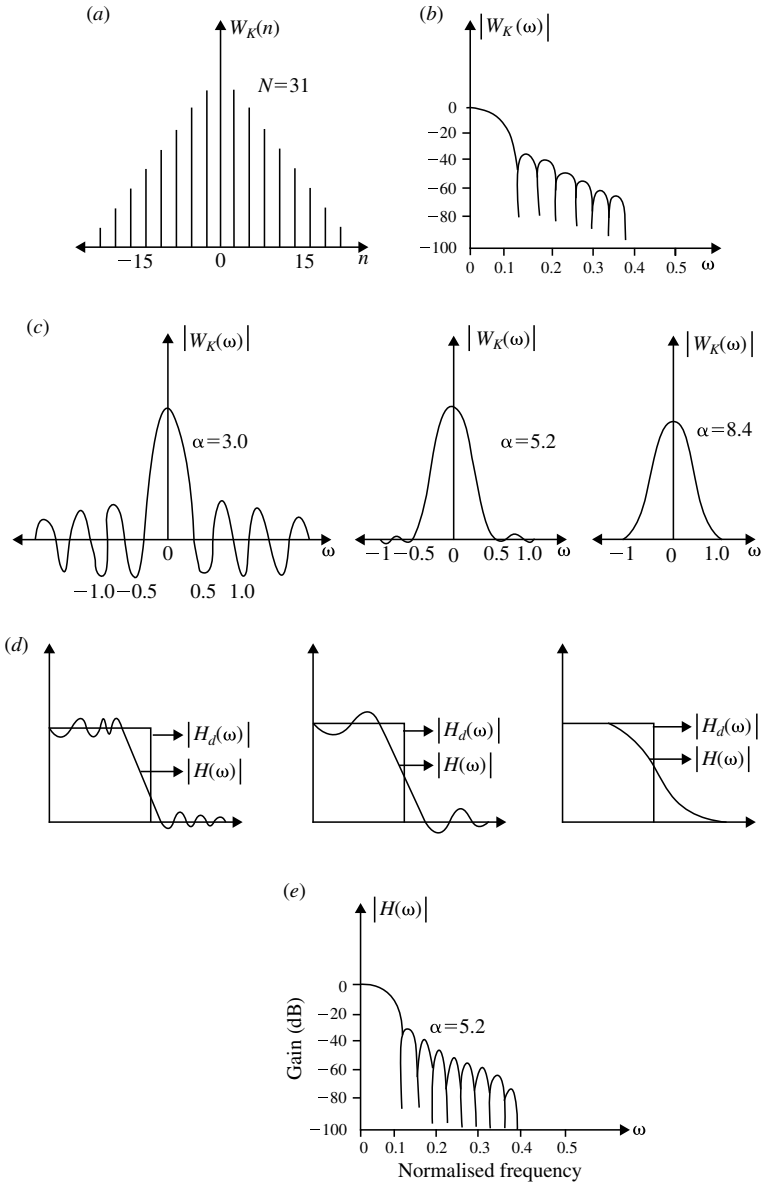 (a)
W_K(n)
N=31
−15 0 15 n
(b)
|W_K(ω)|
0
−20
−40
−60
−80
−100
0 0.1 0.2 0.3 0.4 0.5 ω
(c)
|W_K(ω)|
α=3.0
0 ω
−1.0 −0.5 0.5 1.0
|W_K(ω)|
α=5.2
−1 −0.5 0 0.5 1.0 ω
|W_K(ω)|
α=8.4
−1 0 1.0 ω
(d)
|H_d(ω)|
|H(ω)|
|H_d(ω)|
|H(ω)|
|H_d(ω)|
|H(ω)|
(e)
|H(ω)|
Gain (dB)
0
−20
−40
−60
−80
−100
α=5.2
0 0.1 0.2 0.3 0.4 0.5 ω
Normalised frequency